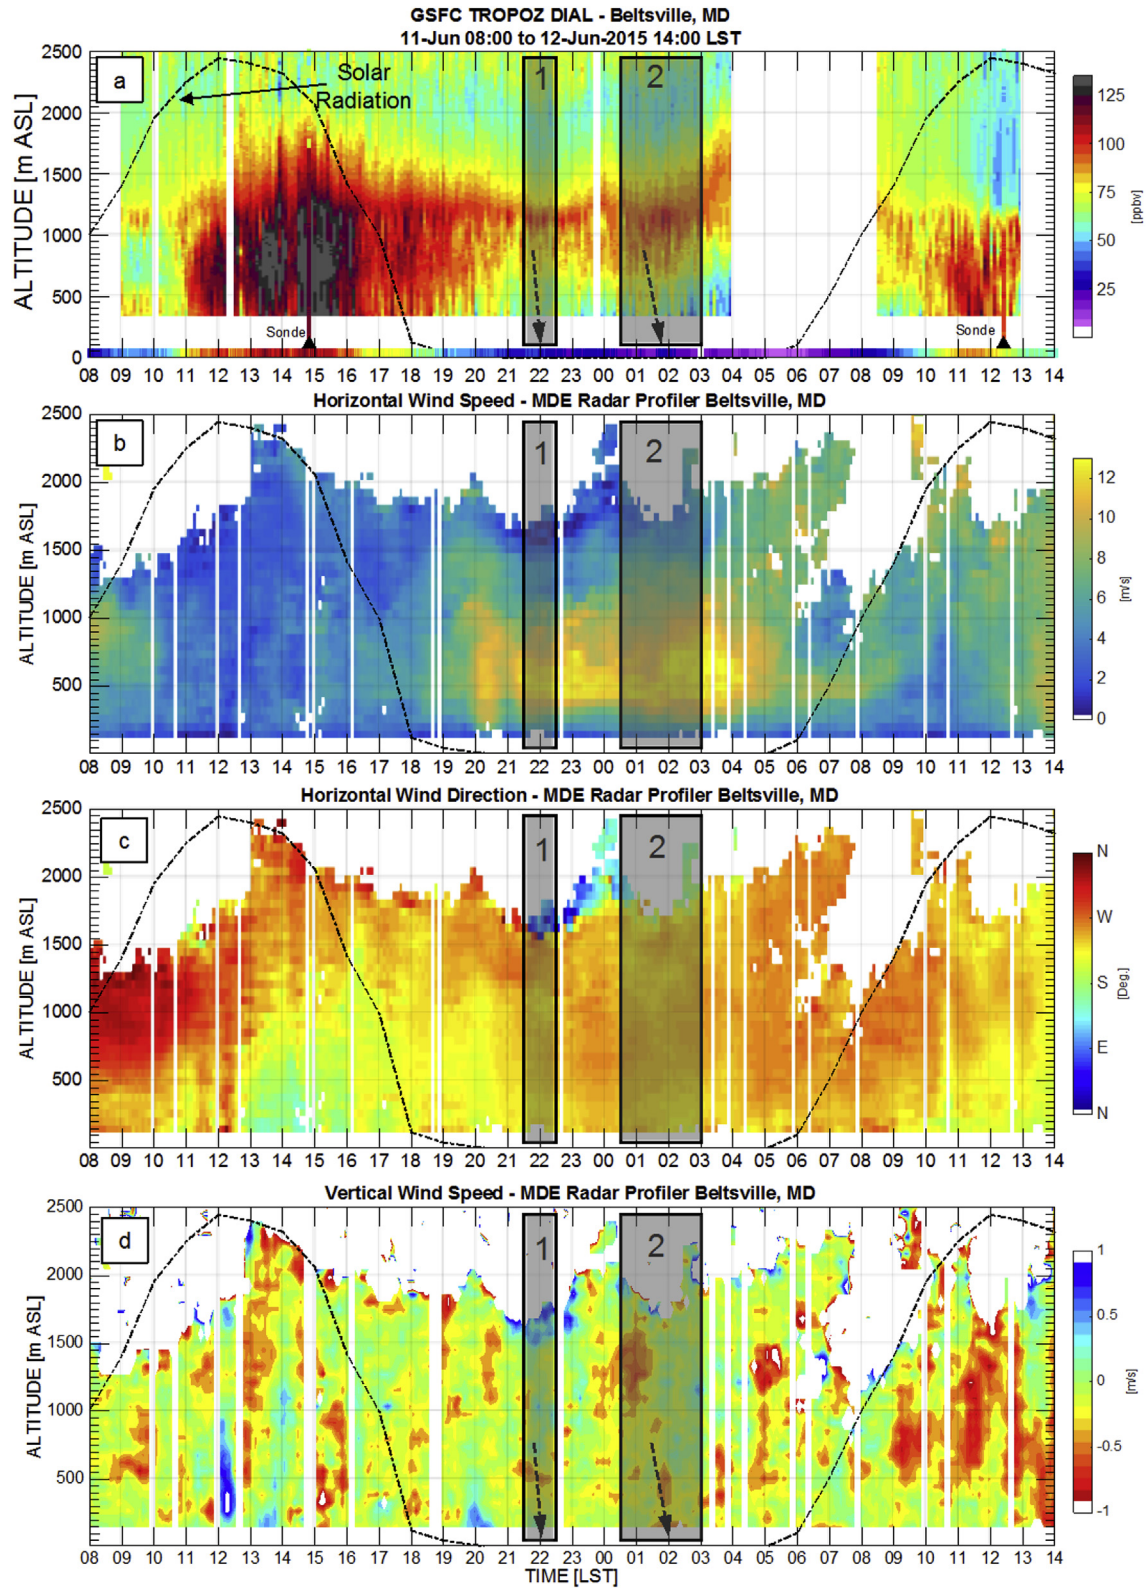 GSFC TROPOZ DIAL - Beltsville, MD
11-Jun 08:00 to 12-Jun-2015 14:00 LST
a
Solar
Radiation
1
2
2500
2000
1500
1000
500
0
ALTITUDE [m ASL]
Sonde
Sonde
125
100
75
50
25
[ppbv]
08 09 10 11 12 13 14 15 16 17 18 19 20 21 22 23 00 01 02 03 04 05 06 07 08 09 10 11 12 13 14
Horizontal Wind Speed - MDE Radar Profiler Beltsville, MD
b
1
2
2500
2000
1500
1000
500
ALTITUDE [m ASL]
12
10
8
6
4
2
0
[m/s]
08 09 10 11 12 13 14 15 16 17 18 19 20 21 22 23 00 01 02 03 04 05 06 07 08 09 10 11 12 13 14
Horizontal Wind Direction - MDE Radar Profiler Beltsville, MD
c
1
2
2500
2000
1500
1000
500
ALTITUDE [m ASL]
N
W
S
E
N
[Deg.]
08 09 10 11 12 13 14 15 16 17 18 19 20 21 22 23 00 01 02 03 04 05 06 07 08 09 10 11 12 13 14
Vertical Wind Speed - MDE Radar Profiler Beltsville, MD
d
1
2
2500
2000
1500
1000
500
ALTITUDE [m ASL]
1
0.5
0
-0.5
-1
[m/s]
08 09 10 11 12 13 14 15 16 17 18 19 20 21 22 23 00 01 02 03 04 05 06 07 08 09 10 11 12 13 14
TIME [LST]